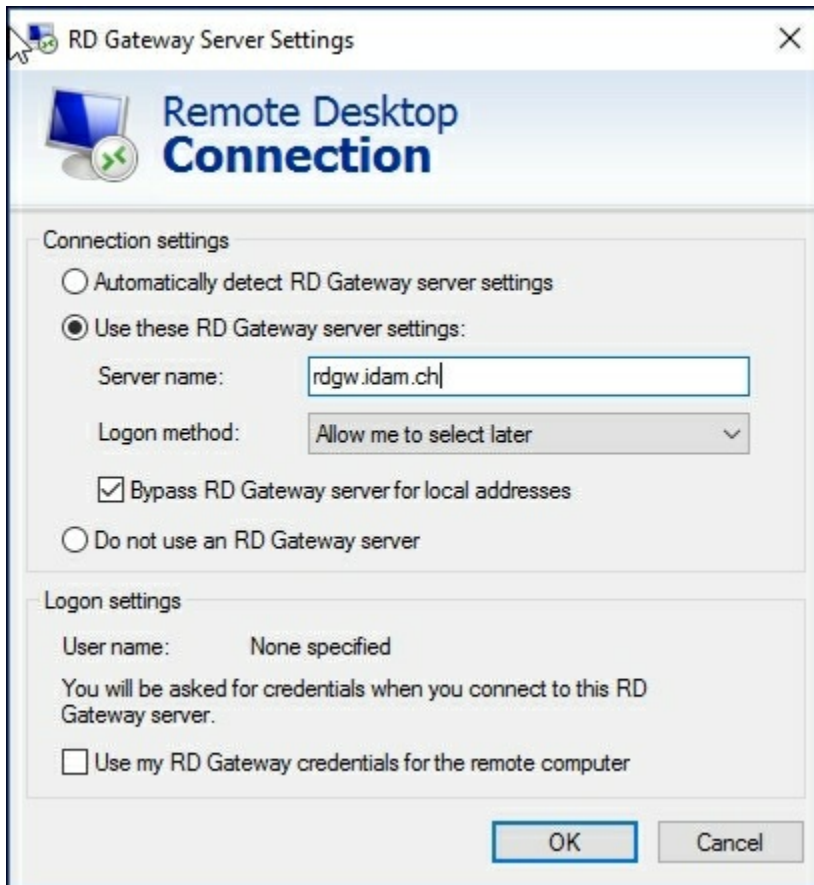 RD Gateway Server Settings
Remote Desktop
Connection
Connection settings
Automatically detect RD Gateway server settings
Use these RD Gateway server settings:
Server name: rdgw.idam.ch
Logon method: Allow me to select later
Bypass RD Gateway server for local addresses
Do not use an RD Gateway server
Logon settings
User name: None specified
You will be asked for credentials when you connect to this RD
Gateway server.
Use my RD Gateway credentials for the remote computer
OK Cancel